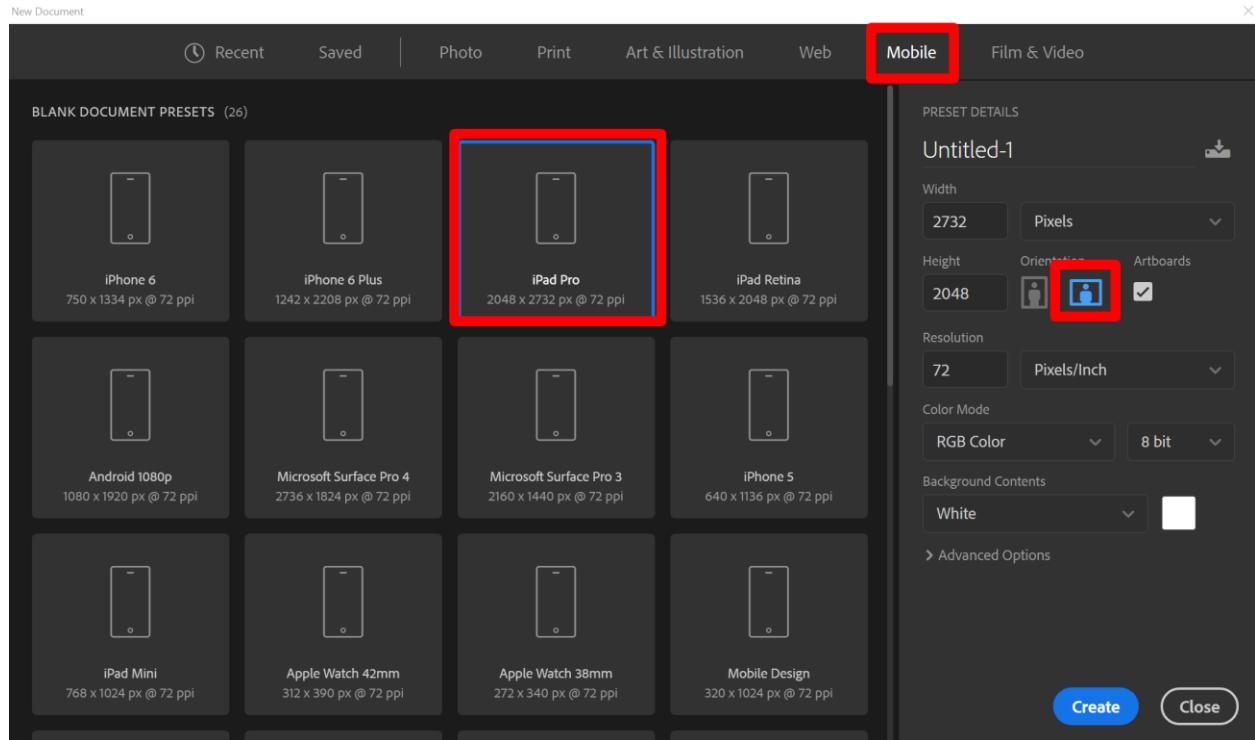 New Document
Recent Saved Photo Print Art & Illustration Web Mobile Film & Video
BLANK DOCUMENT PRESETS (26)
iPhone 6
750 x 1334 px @ 72 ppi
iPhone 6 Plus
1242 x 2208 px @ 72 ppi
iPad Pro
2048 x 2732 px @ 72 ppi
iPad Retina
1536 x 2048 px @ 72 ppi
Android 1080p
1080 x 1920 px @ 72 ppi
Microsoft Surface Pro 4
2736 x 1824 px @ 72 ppi
Microsoft Surface Pro 3
2160 x 1440 px @ 72 ppi
iPhone 5
640 x 1136 px @ 72 ppi
iPad Mini
768 x 1024 px @ 72 ppi
Apple Watch 42mm
312 x 390 px @ 72 ppi
Apple Watch 38mm
272 x 340 px @ 72 ppi
Mobile Design
320 x 1024 px @ 72 ppi
PRESET DETAILS
Untitled-1
Width
2732 Pixels
Height Orientation Artboards
2048
Resolution
72 Pixels/Inch
Color Mode
RGB Color 8 bit
Background Contents
White
Advanced Options
Create Close